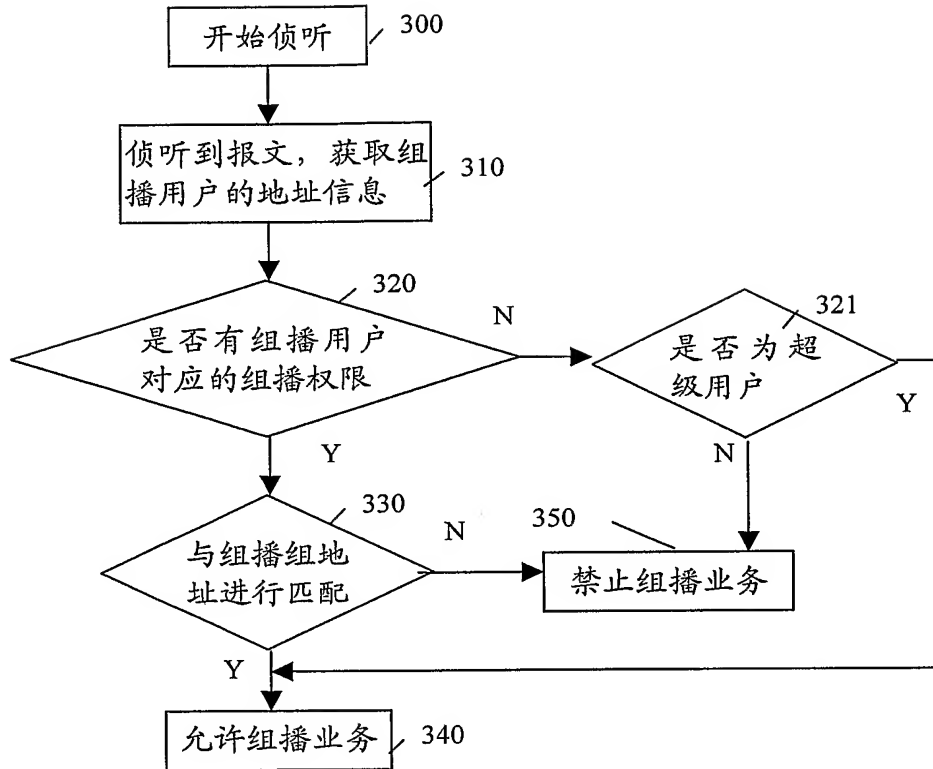 开始侦听
300
侦听到报文，获取组
播用户的地址信息
310
320
是否有组播用户
对应的组播权限
N
321
是否为超
级用户
Y
Y
N
330
与组播组地
址进行匹配
N
350
禁止组播业务
Y
允许组播业务
340